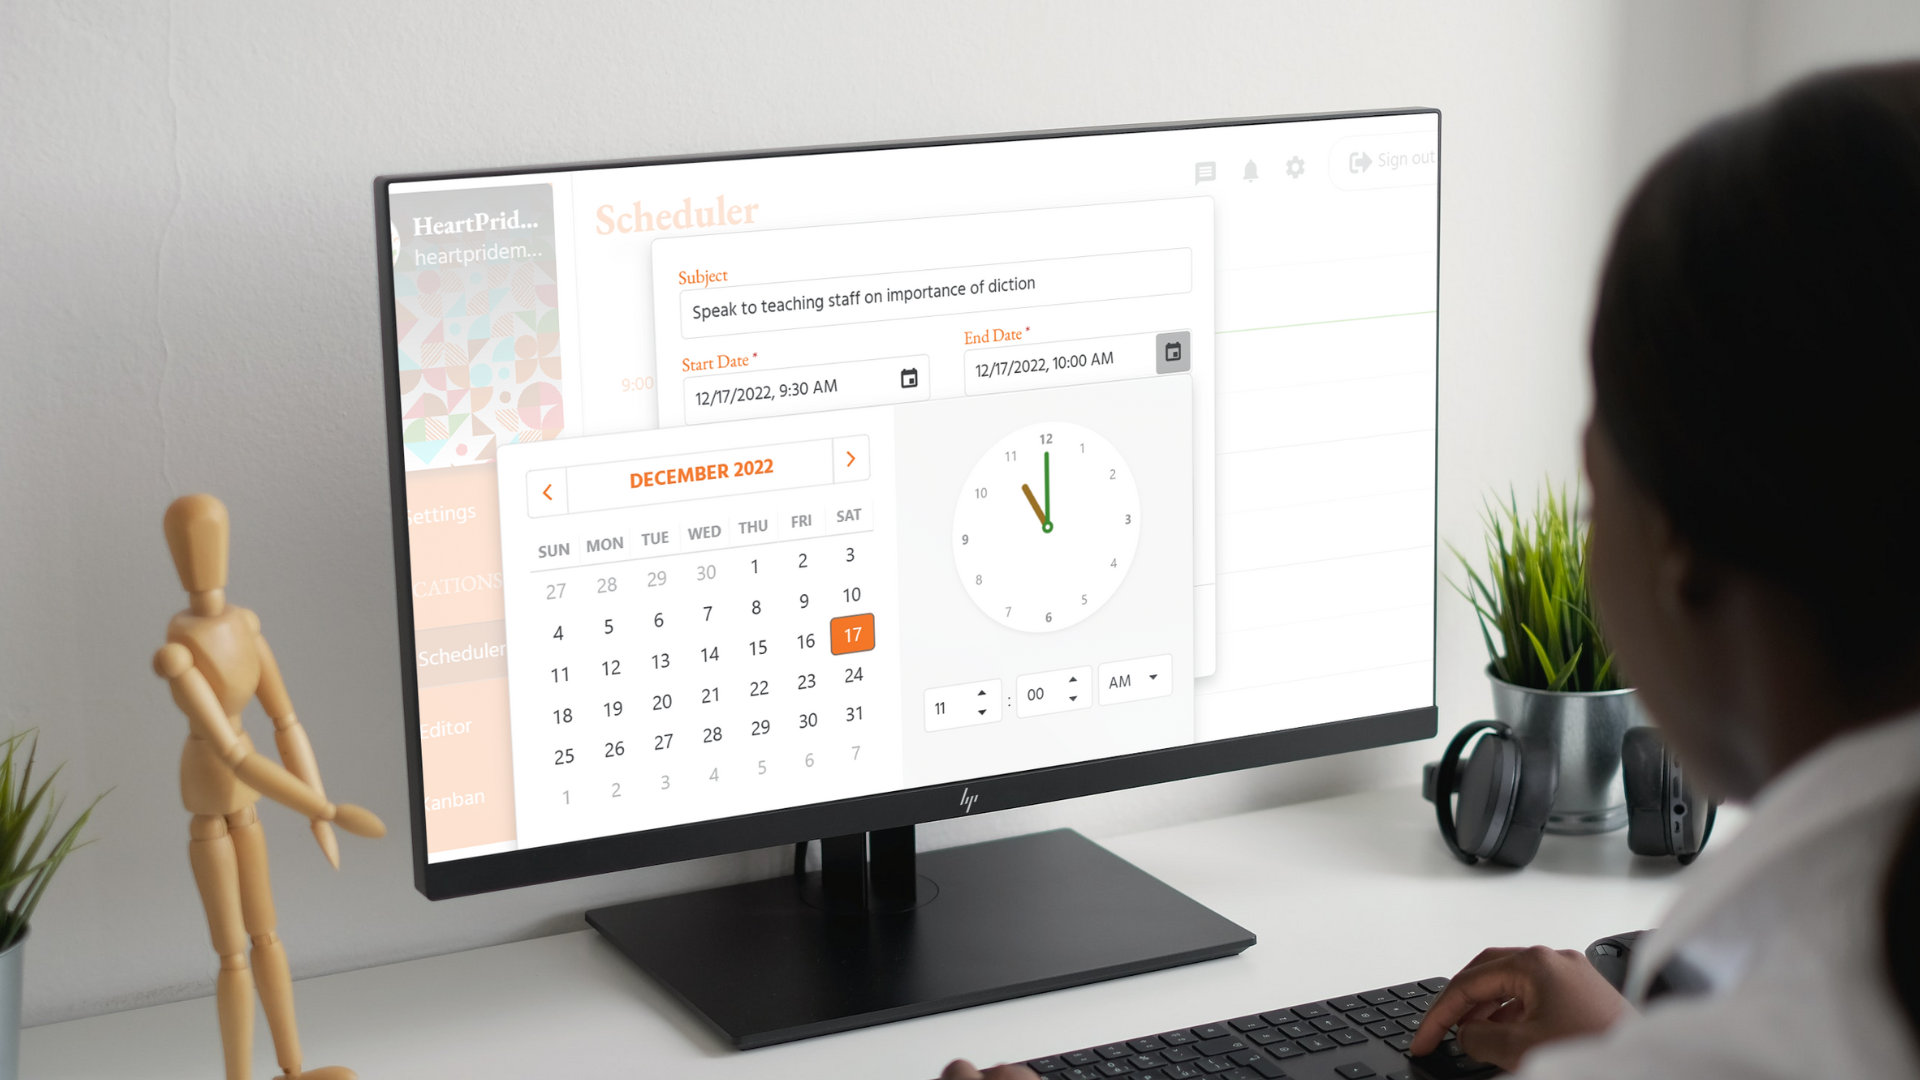 HeartPrid...
heartpridem...
Scheduler
Sign out
Subject
Speak to teaching staff on importance of diction
Start Date *
End Date *
12/17/2022, 9:30 AM
12/17/2022, 10:00 AM
9:00
Settings
CATIONS
Scheduler
Editor
Kanban
DECEMBER 2022
SUN MON TUE WED THU FRI SAT
27 28 29 30 1 2 3
4 5 6 7 8 9 10
11 12 13 14 15 16 17
18 19 20 21 22 23 24
25 26 27 28 29 30 31
1 2 3 4 5 6 7
12
1
2
3
4
5
6
7
8
9
10
11
11 : 00 AM
hp